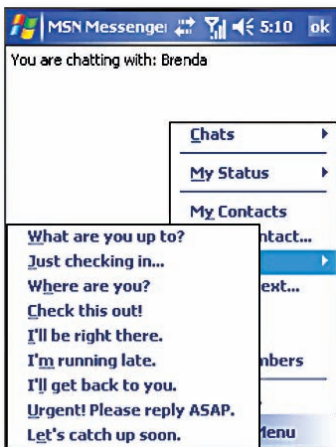 MSN Messenger 5:10 ok
You are chatting with: Brenda
Chats
My Status
My Contacts
ntact...
ext...
mbers
Menu
What are you up to?
Just checking in...
Where are you?
Check this out!
I'll be right there.
I'm running late.
I'll get back to you.
Urgent! Please reply ASAP.
Let's catch up soon.